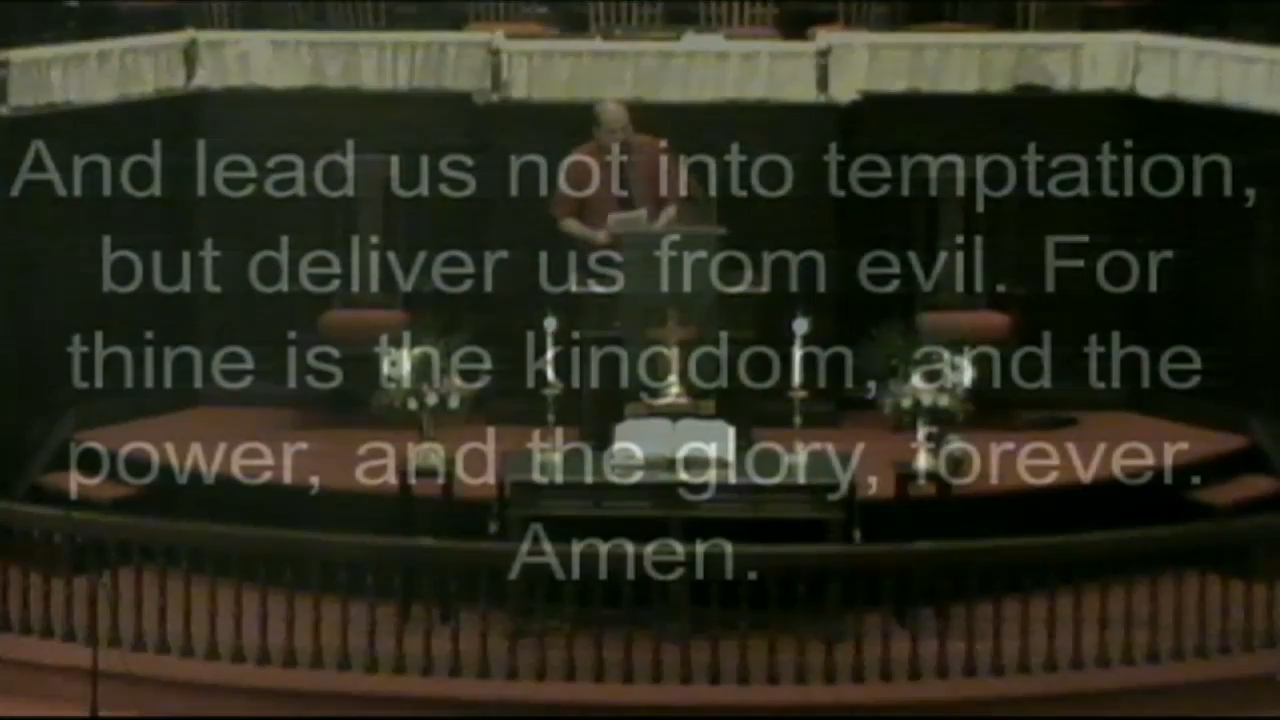 And lead us not into temptation,
but deliver us from evil. For
thine is the kingdom, and the
power, and the glory, forever.
Amen.